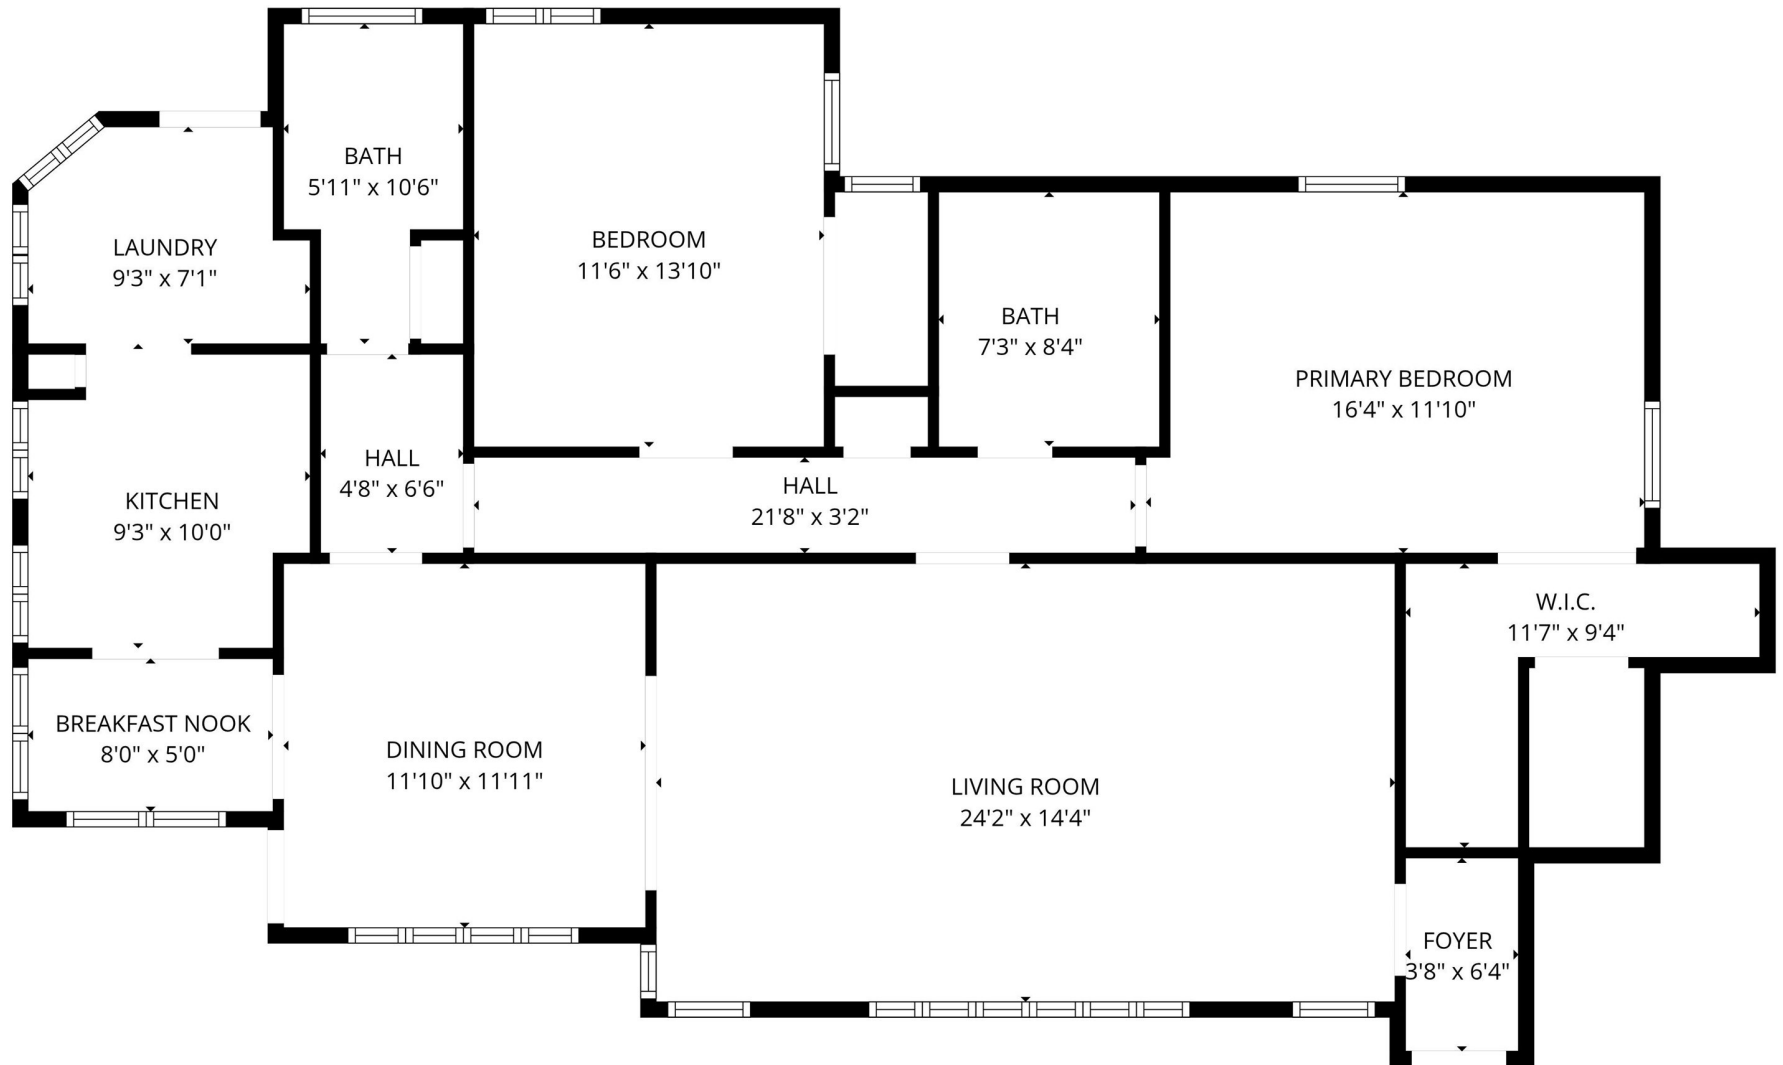 BATH
5'11" x 10'6"
LAUNDRY
9'3" x 7'1"
BEDROOM
11'6" x 13'10"
BATH
7'3" x 8'4"
PRIMARY BEDROOM
16'4" x 11'10"
HALL
4'8" x 6'6"
HALL
21'8" x 3'2"
KITCHEN
9'3" x 10'0"
W.I.C.
11'7" x 9'4"
BREAKFAST NOOK
8'0" x 5'0"
DINING ROOM
11'10" x 11'11"
LIVING ROOM
24'2" x 14'4"
FOYER
3'8" x 6'4"